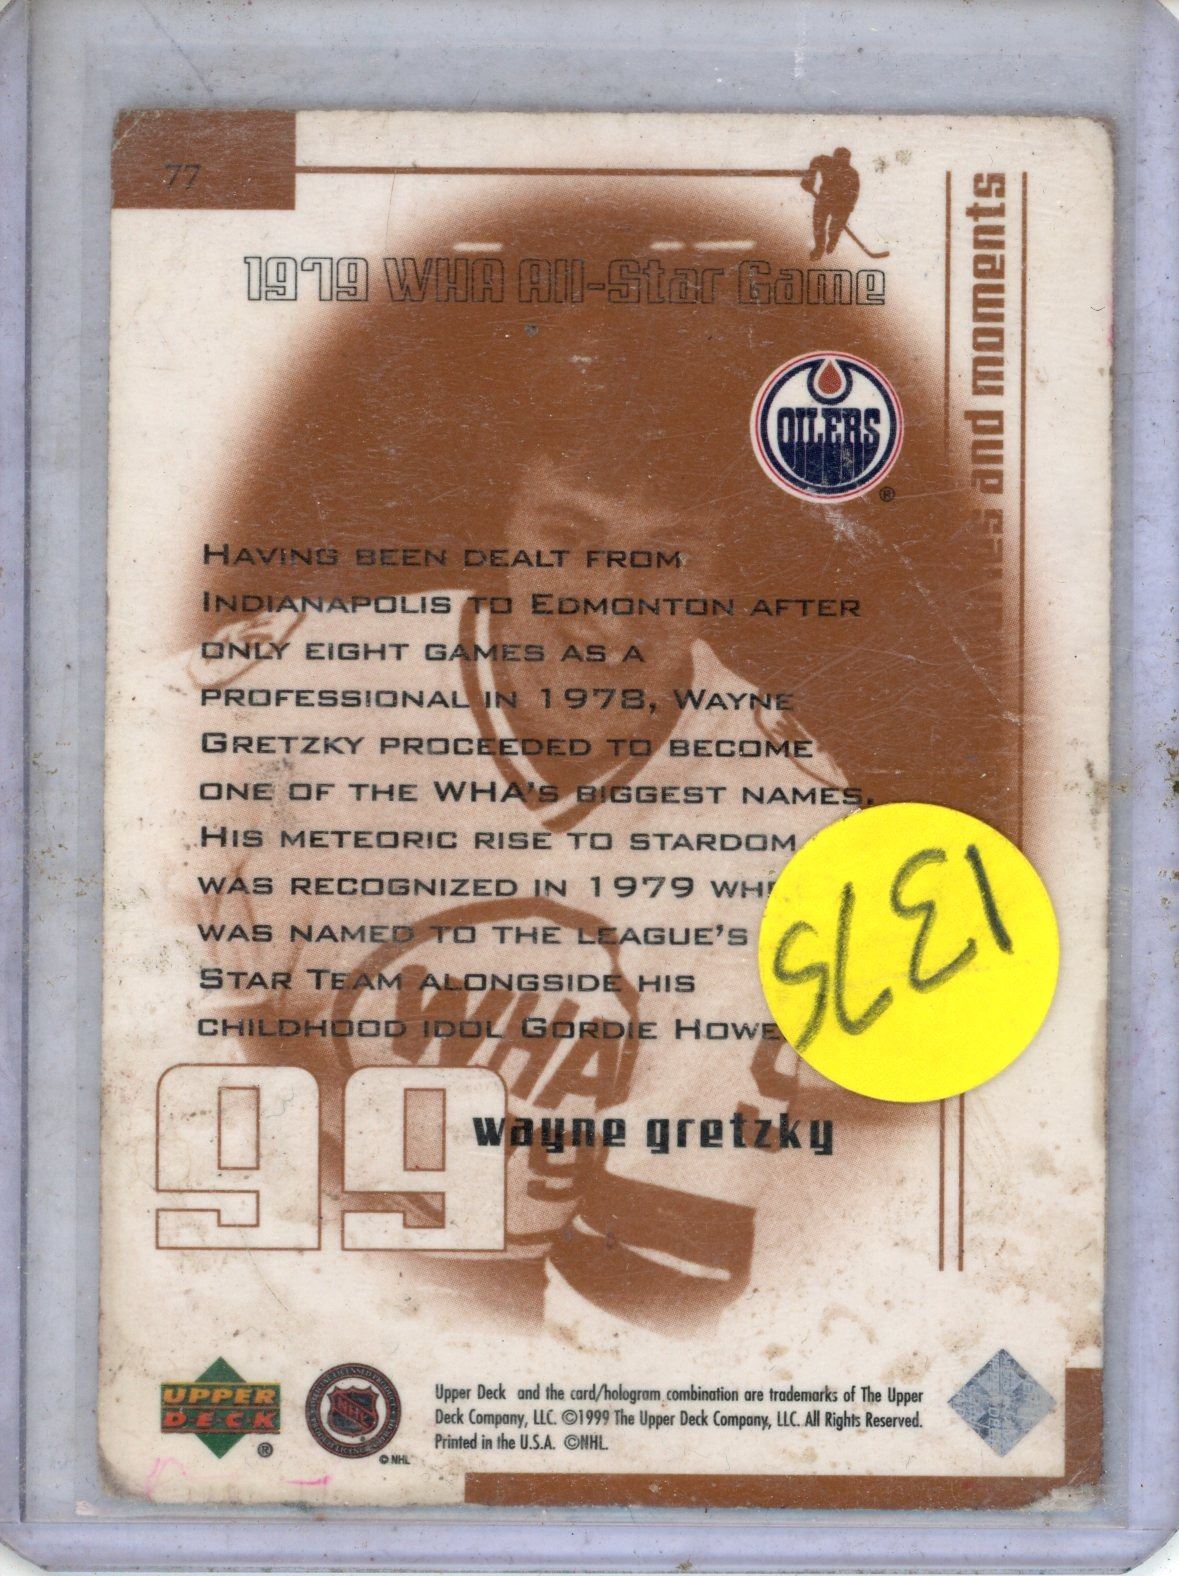 77
1979 WHA All-Star Game
and moments
OILERS
®
HAVING BEEN DEALT FROM
INDIANAPOLIS TO EDMONTON AFTER
ONLY EIGHT GAMES AS A
PROFESSIONAL IN 1978, WAYNE
GRETZKY PROCEEDED TO BECOME
ONE OF THE WHA'S BIGGEST NAMES.
HIS METEORIC RISE TO STARDOM
WAS RECOGNIZED IN 1979
WAS NAMED TO THE LEAGUE'S
STAR TEAM ALONGSIDE HIS
CHILDHOOD IDOL GORDIE HOWE
1375
WHA
99
wayne gretzky
UPPER
DECK
®
NHL
©NHL
Upper Deck and the card/hologram combination are trademarks of The Upper
Deck Company, LLC. ©1999 The Upper Deck Company, LLC. All Rights Reserved.
Printed in the U.S.A. ©NHL.